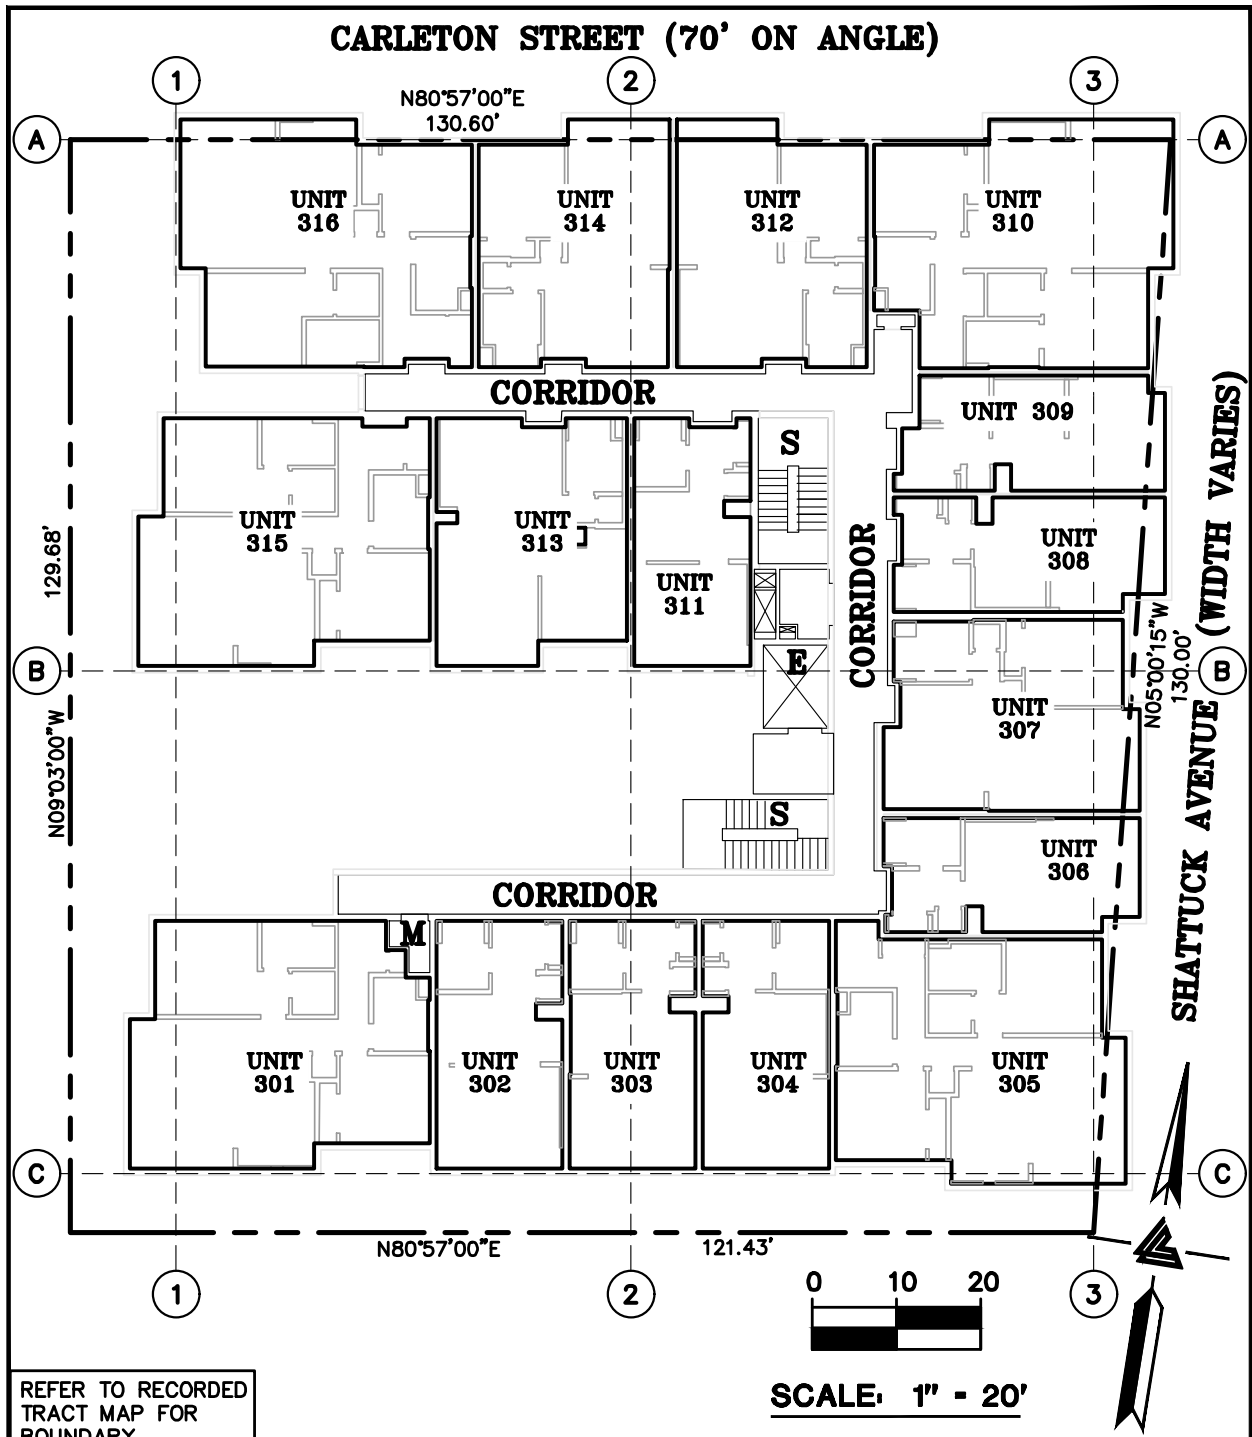 CARLETON STREET (70' ON ANGLE)
1
2
3
N80°57'00"E
130.60'
A
A
UNIT
316
UNIT
314
UNIT
312
UNIT
310
CORRIDOR
UNIT 309
S
UNIT
315
UNIT
313
UNIT
311
CORRIDOR
UNIT
308
129.68'
N09°03'00"W
SHATTUCK AVENUE (WIDTH VARIES)
N05°00'15"W
130.00'
B
E
B
UNIT
307
S
UNIT
306
CORRIDOR
M
UNIT
301
UNIT
302
UNIT
303
UNIT
304
UNIT
305
C
C
N80°57'00"E
121.43'
1
2
3
0 10 20
SCALE: 1" = 20'
REFER TO RECORDED
TRACT MAP FOR
BOUNDARY